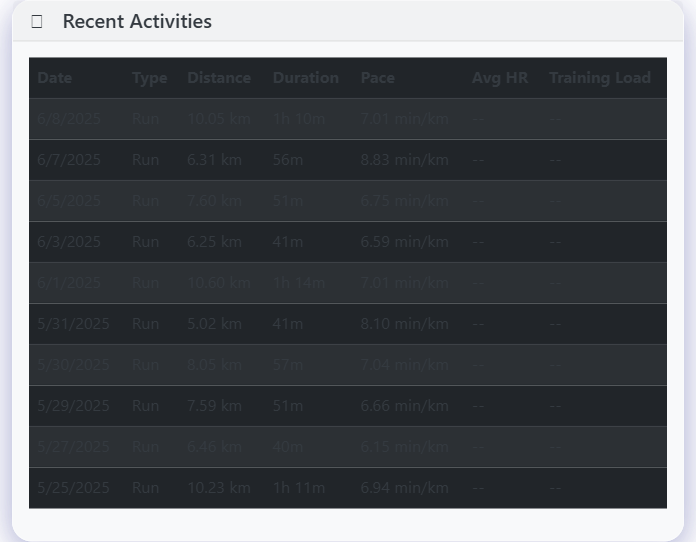 Recent Activities
Date Type Distance Duration Pace Avg HR Training Load
6/8/2025 Run 10.05 km 1h 10m 7.01 min/km -- --
6/7/2025 Run 6.31 km 56m 8.83 min/km -- --
6/5/2025 Run 7.60 km 51m 6.75 min/km -- --
6/3/2025 Run 6.25 km 41m 6.59 min/km -- --
6/1/2025 Run 10.60 km 1h 14m 7.01 min/km -- --
5/31/2025 Run 5.02 km 41m 8.10 min/km -- --
5/30/2025 Run 8.05 km 57m 7.04 min/km -- --
5/29/2025 Run 7.59 km 51m 6.66 min/km -- --
5/27/2025 Run 6.46 km 40m 6.15 min/km -- --
5/25/2025 Run 10.23 km 1h 11m 6.94 min/km -- --